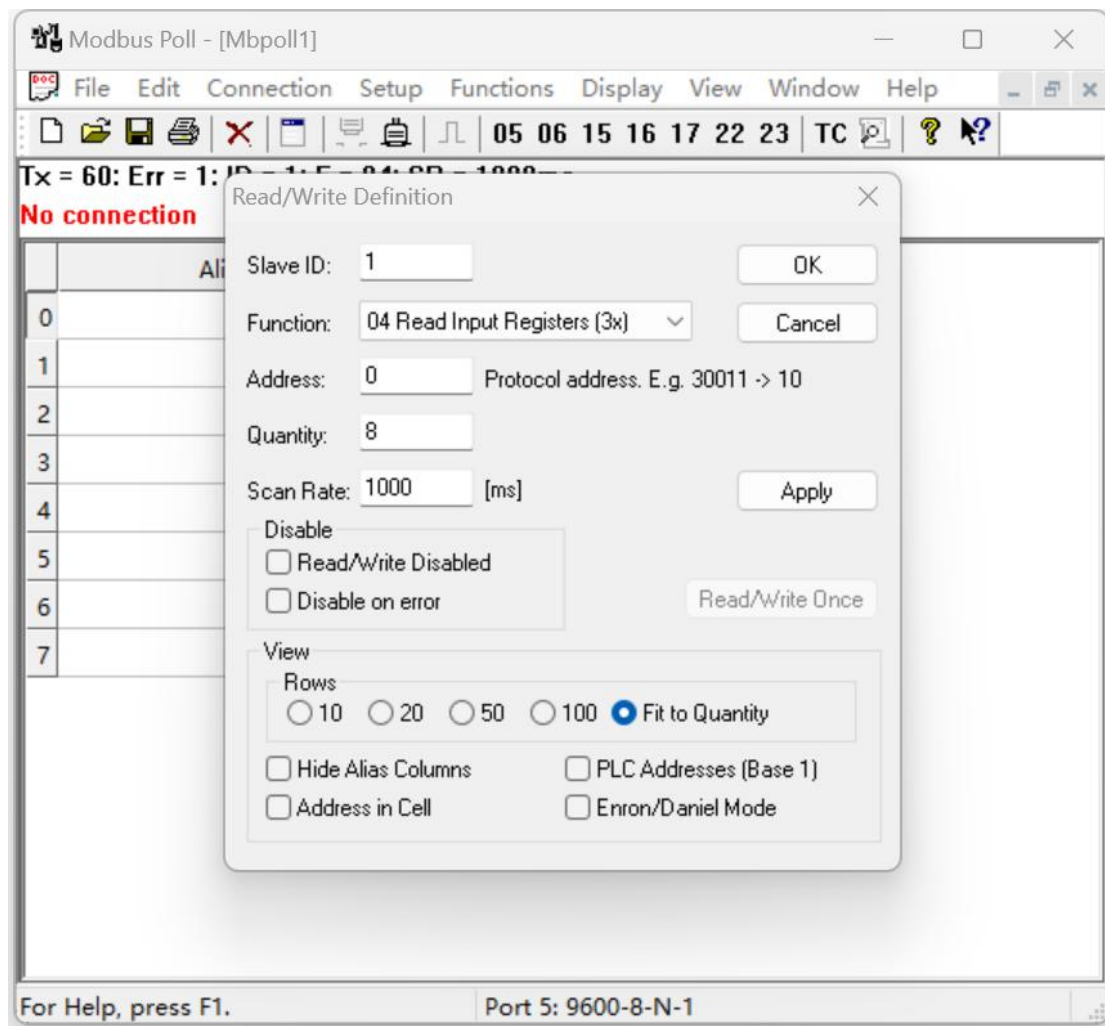 Modbus Poll - [Mbpoll1]
DOC File Edit Connection Setup Functions Display View Window Help
05 06 15 16 17 22 23 TC
Tx = 60: Err = 1:
No connection
Read/Write Definition
Ali
0
1
2
3
4
5
6
7
Slave ID: 1 OK
Function: 04 Read Input Registers (3x) Cancel
Address: 0 Protocol address. E.g. 30011 -> 10
Quantity: 8
Scan Rate: 1000 [ms] Apply
Disable
Read/Write Disabled
Disable on error Read/Write Once
View
Rows
10 20 50 100 Fit to Quantity
Hide Alias Columns PLC Addresses (Base 1)
Address in Cell Enron/Daniel Mode
For Help, press F1. Port 5: 9600-8-N-1